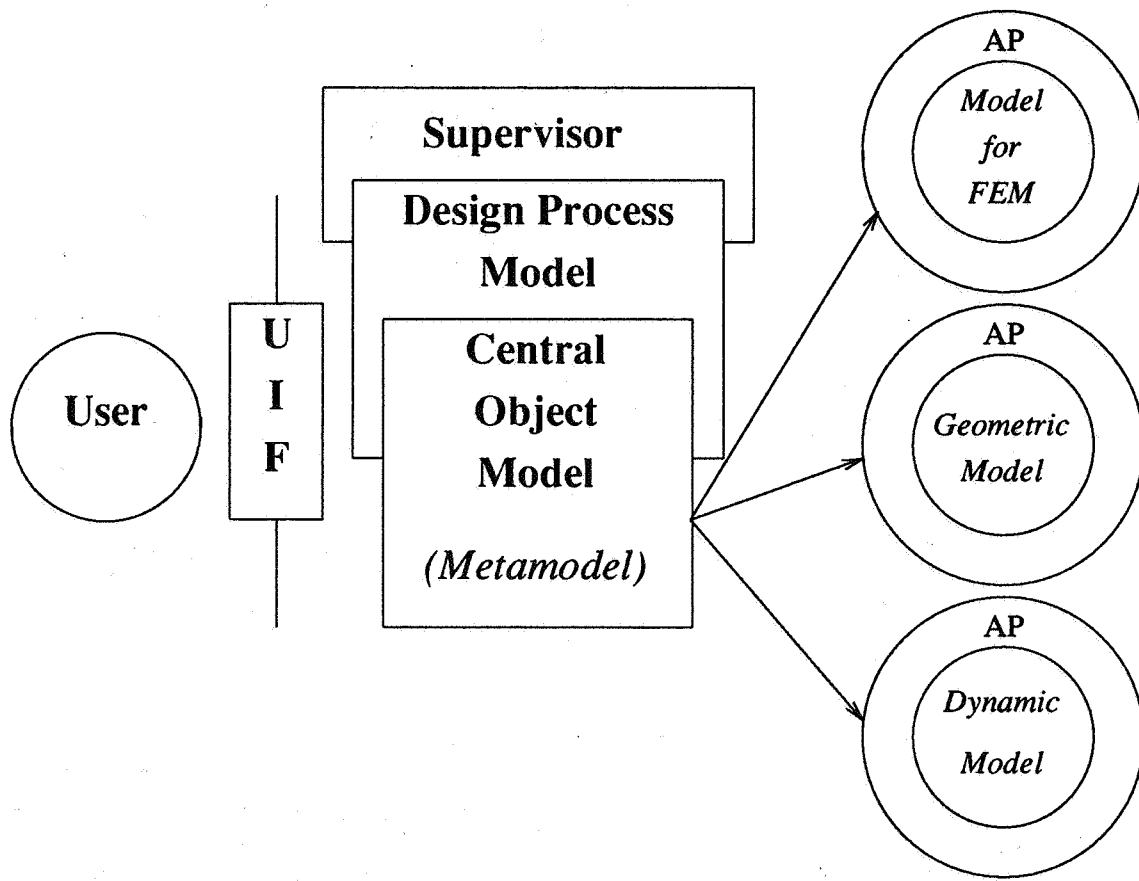 User
U
I
F
Supervisor
Design Process
Model
Central
Object
Model
(Metamodel)
AP
Model
for
FEM
AP
Geometric
Model
AP
Dynamic
Model